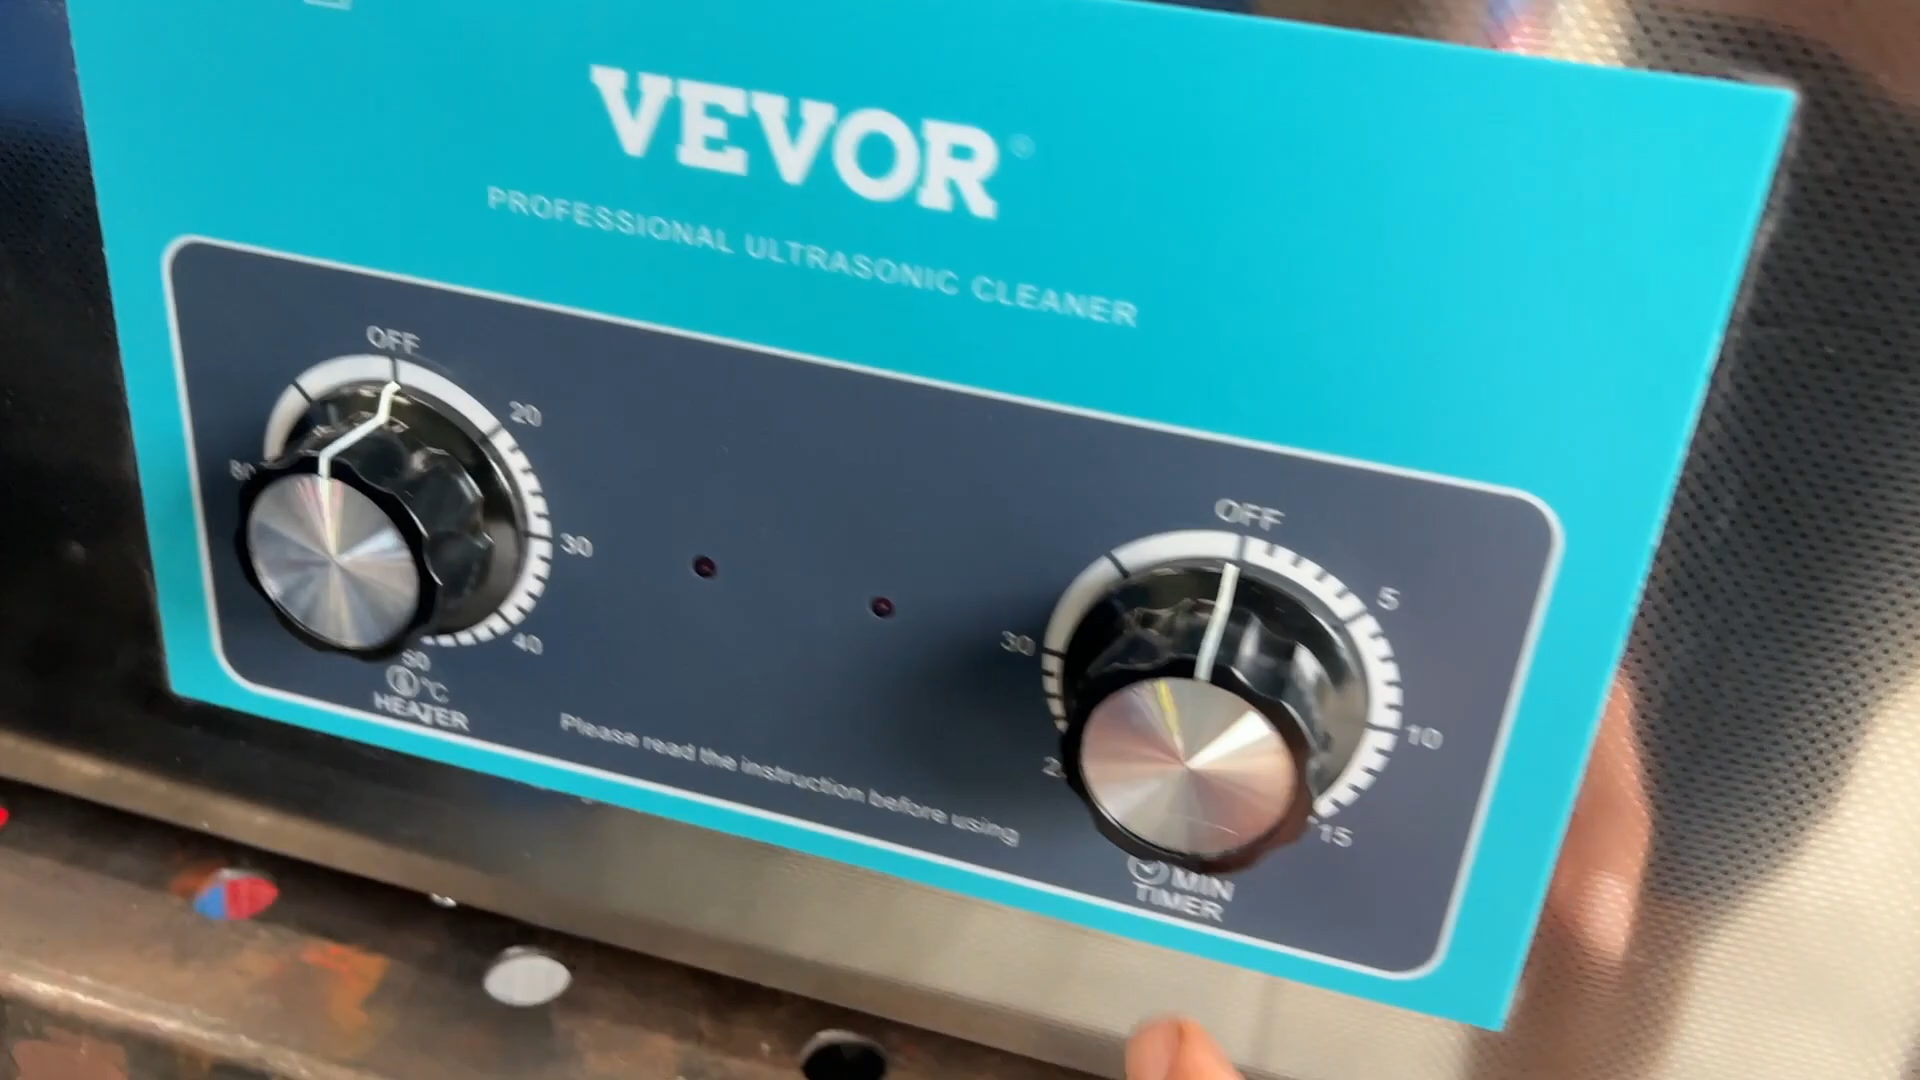 VEVOR®
PROFESSIONAL ULTRASONIC CLEANER
OFF
20
30
40
50
80
°C
HEATER
Please read the instruction before using
OFF
5
10
15
30
MIN
TIMER